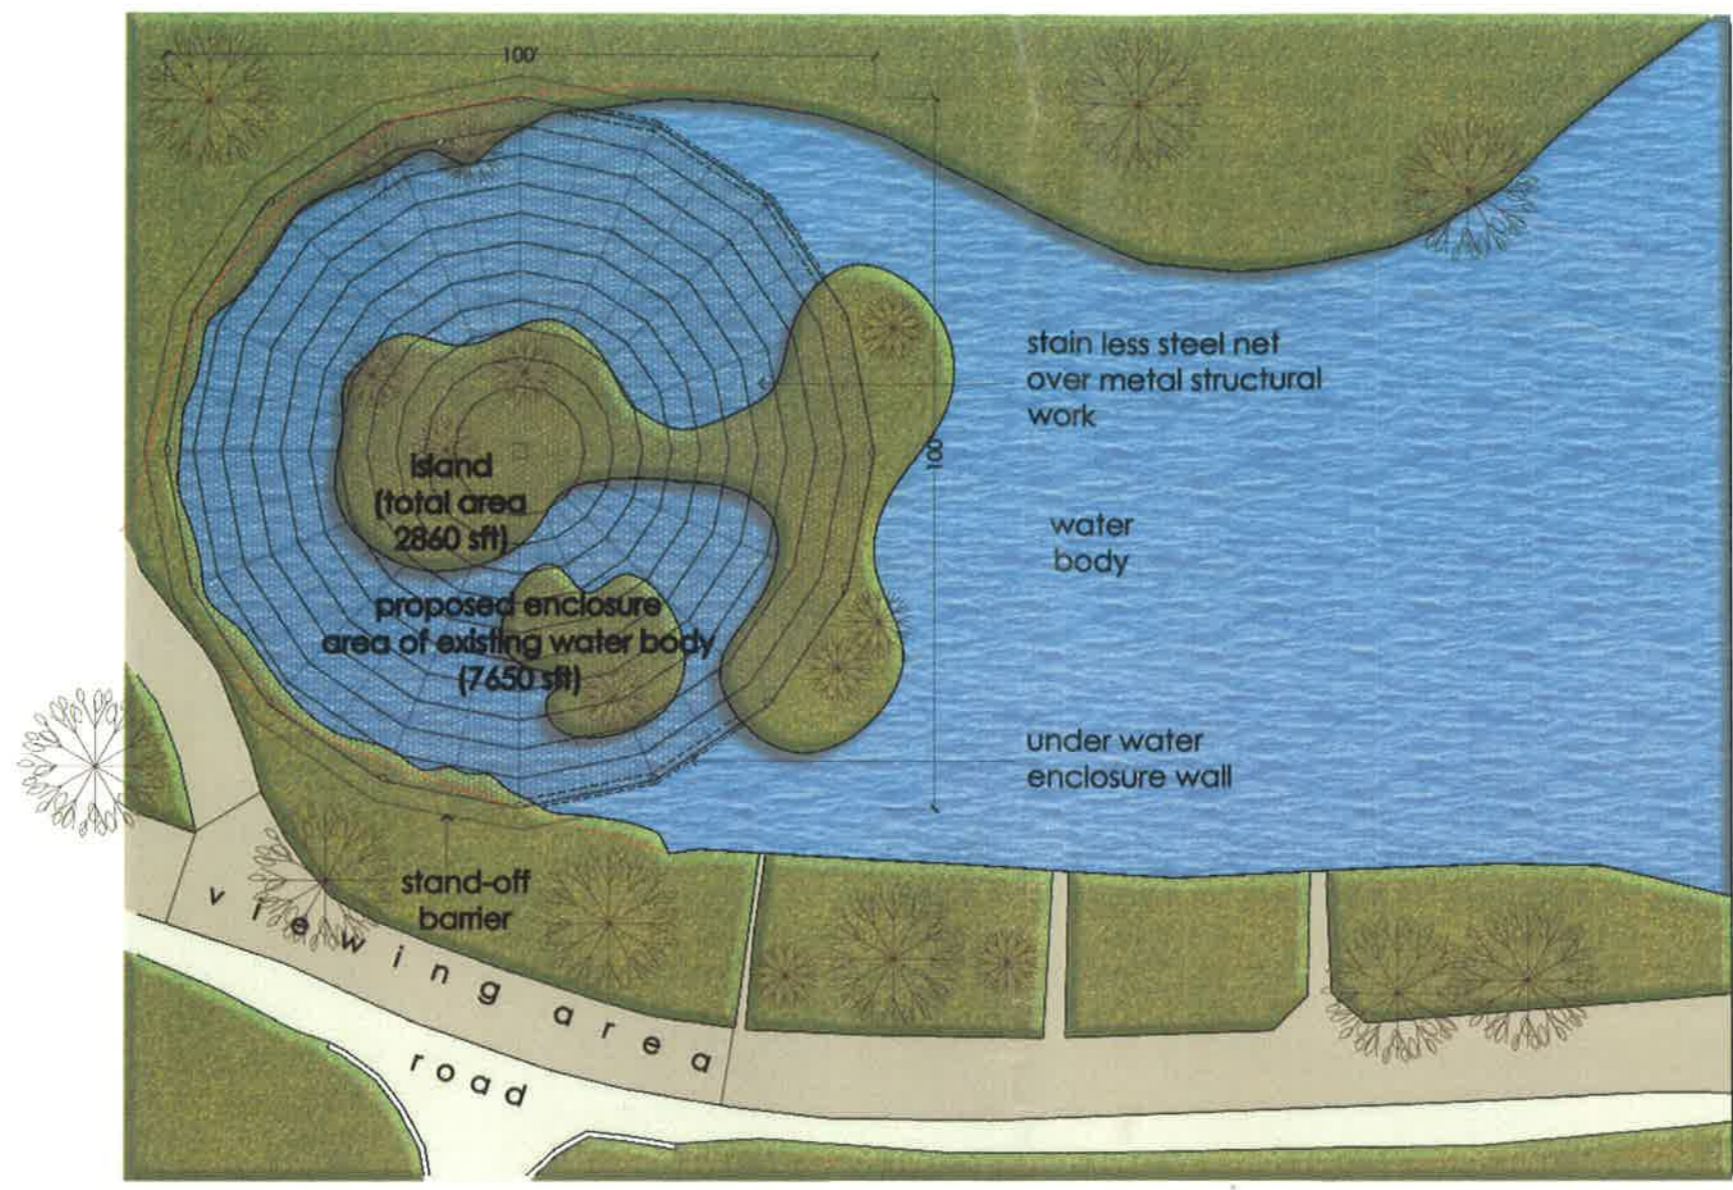 100'
stain less steel net
over metal structural
work
100'
island
(total area
2860 sft)
water
body
proposed enclosure
area of existing water body
(7650 sft)
under water
enclosure wall
stand-off
barrier
viewing area
road